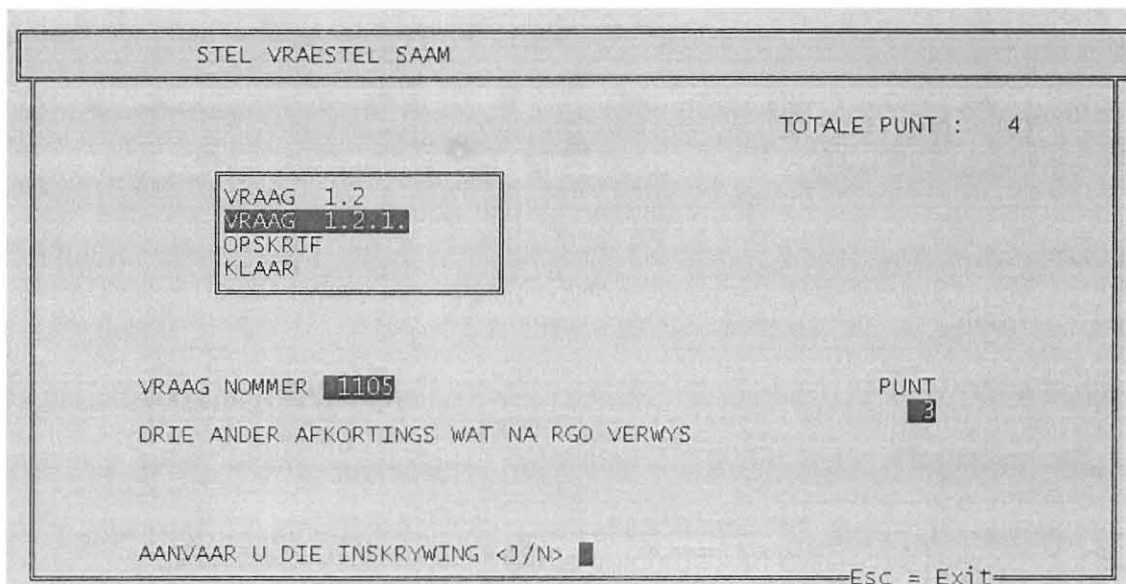 STEL VRAESTEL SAAM
TOTALE PUNT : 4
VRAAG 1.2
VRAAG 1.2.1.
OPSKRIF
KLAAR
VRAAG NOMMER 1105 PUNT
3
DRIE ANDER AFKORTINGS WAT NA RGO VERWYS
AANVAAR U DIE INSKRYWING <J/N>
Esc = Exit